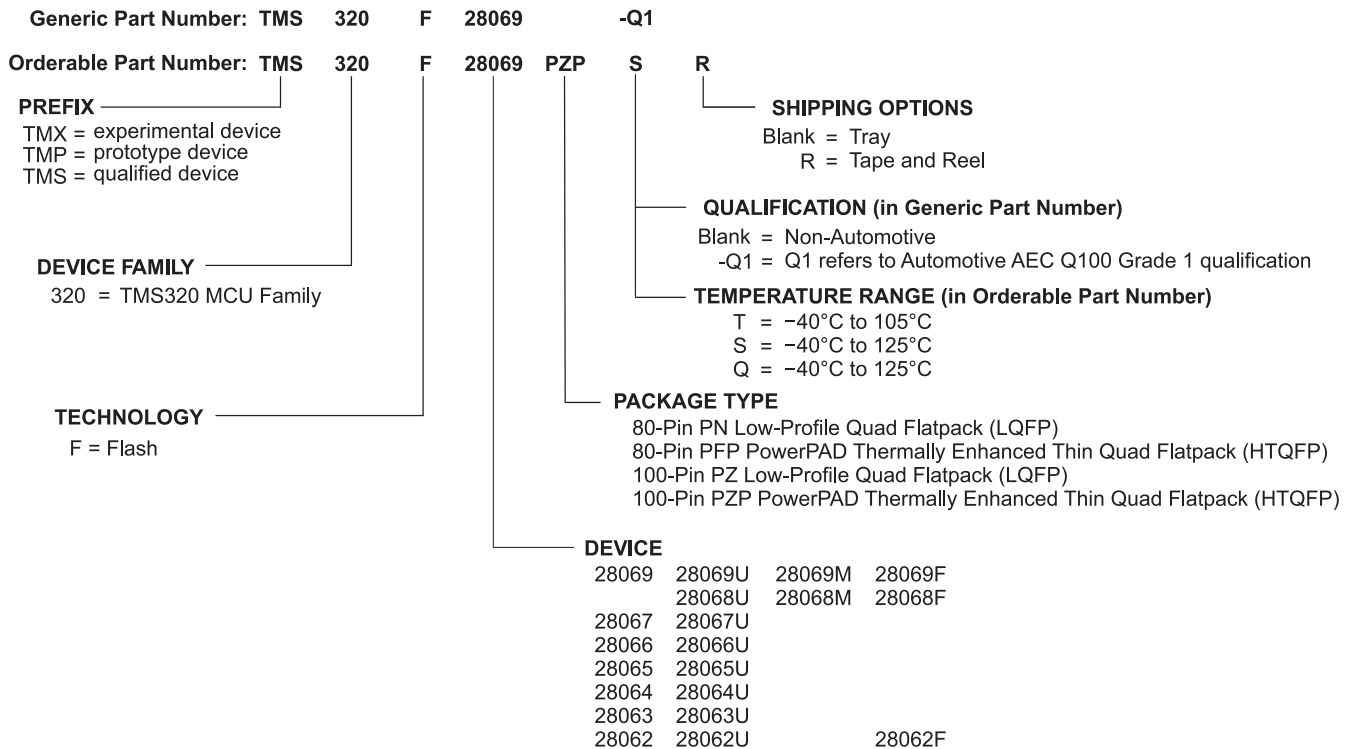 Generic Part Number: TMS 320 F 28069 -Q1
Orderable Part Number: TMS 320 F 28069 PZP S R
PREFIX
TMX = experimental device
TMP = prototype device
TMS = qualified device
SHIPPING OPTIONS
Blank = Tray
R = Tape and Reel
QUALIFICATION (in Generic Part Number)
Blank = Non-Automotive
-Q1 = Q1 refers to Automotive AEC Q100 Grade 1 qualification
DEVICE FAMILY
320 = TMS320 MCU Family
TEMPERATURE RANGE (in Orderable Part Number)
T = −40°C to 105°C
S = −40°C to 125°C
Q = −40°C to 125°C
TECHNOLOGY
F = Flash
PACKAGE TYPE
80-Pin PN Low-Profile Quad Flatpack (LQFP)
80-Pin PFP PowerPAD Thermally Enhanced Thin Quad Flatpack (HTQFP)
100-Pin PZ Low-Profile Quad Flatpack (LQFP)
100-Pin PZP PowerPAD Thermally Enhanced Thin Quad Flatpack (HTQFP)
DEVICE
28069 28069U 28069M 28069F
28068U 28068M 28068F
28067 28067U
28066 28066U
28065 28065U
28064 28064U
28063 28063U
28062 28062U 28062F